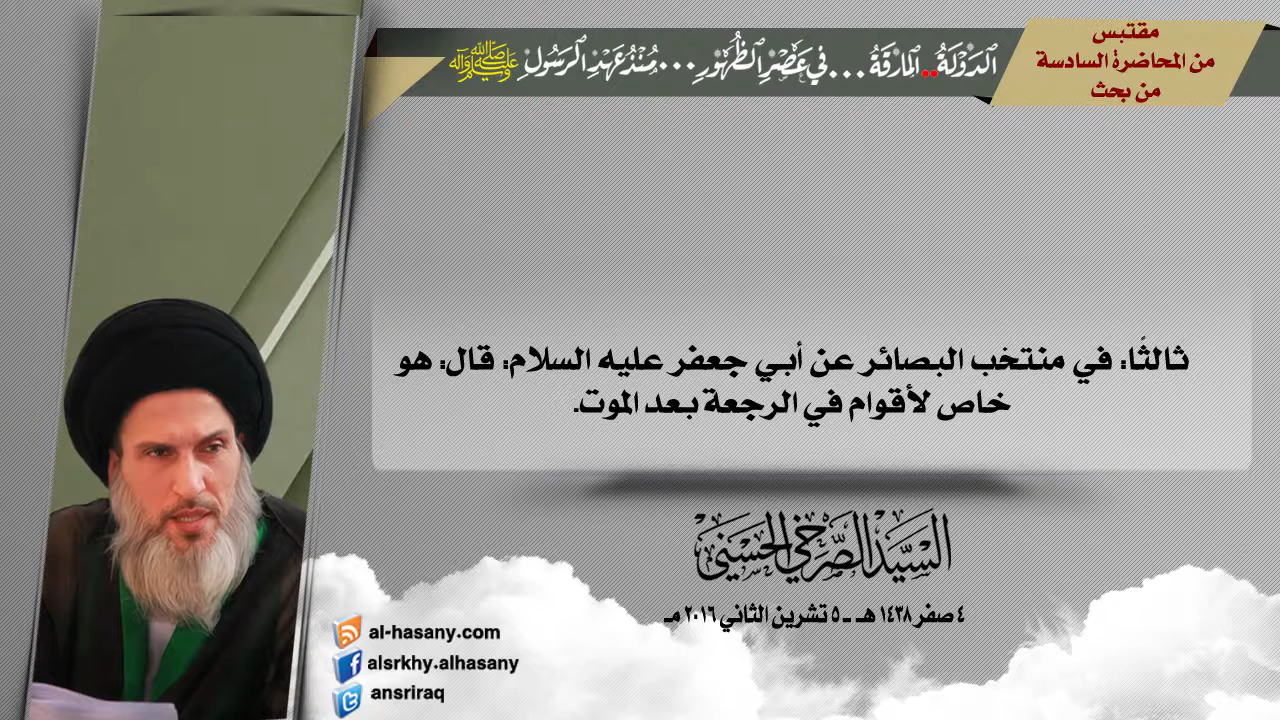 مقتبس
من المحاضرة السادسة
من بحث
الدَوْلَةُ..المَارِقَةُ...في عَصْرِ الظُهُورِ...مُنْذُ عَهْدِ الرَسُولِ ﷺ
ثالثًا: في منتخب البصائر عن أبي جعفر عليه السلام: قال: هو
خاص لأقوام في الرجعة بعد الموت.
السَيِّدُ الصَّرْخِيُّ الحَسَنِيُّ
٤ صفر ١٤٣٨ هـ - ٥ تشرين الثاني ٢٠١٦ مـ
al-hasany.com
alsrkhy.alhasany
ansriraq